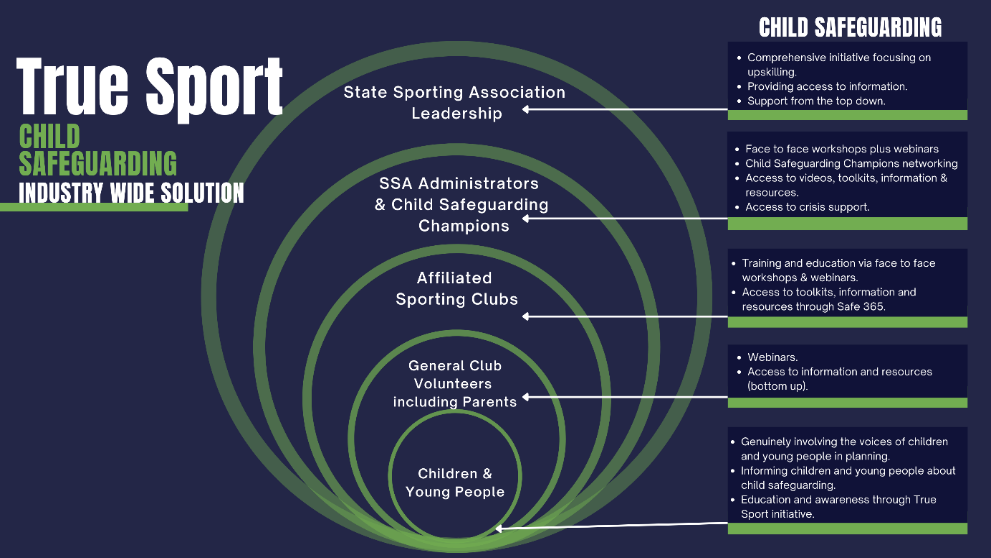 True Sport
CHILD
SAFEGUARDING
INDUSTRY WIDE SOLUTION
State Sporting Association
Leadership
SSA Administrators
& Child Safeguarding
Champions
Affiliated
Sporting Clubs
General Club
Volunteers
including Parents
Children &
Young People
CHILD SAFEGUARDING
• Comprehensive initiative focusing on
upskilling.
• Providing access to information.
• Support from the top down.
• Face to face workshops plus webinars
• Child Safeguarding Champions networking
• Access to videos, toolkits, information &
resources.
• Access to crisis support.
• Training and education via face to face
workshops & webinars.
• Access to toolkits, information and
resources through Safe 365.
• Webinars.
• Access to information and resources
(bottom up).
• Genuinely involving the voices of children
and young people in planning.
• Informing children and young people about
child safeguarding.
• Education and awareness through True
Sport initiative.